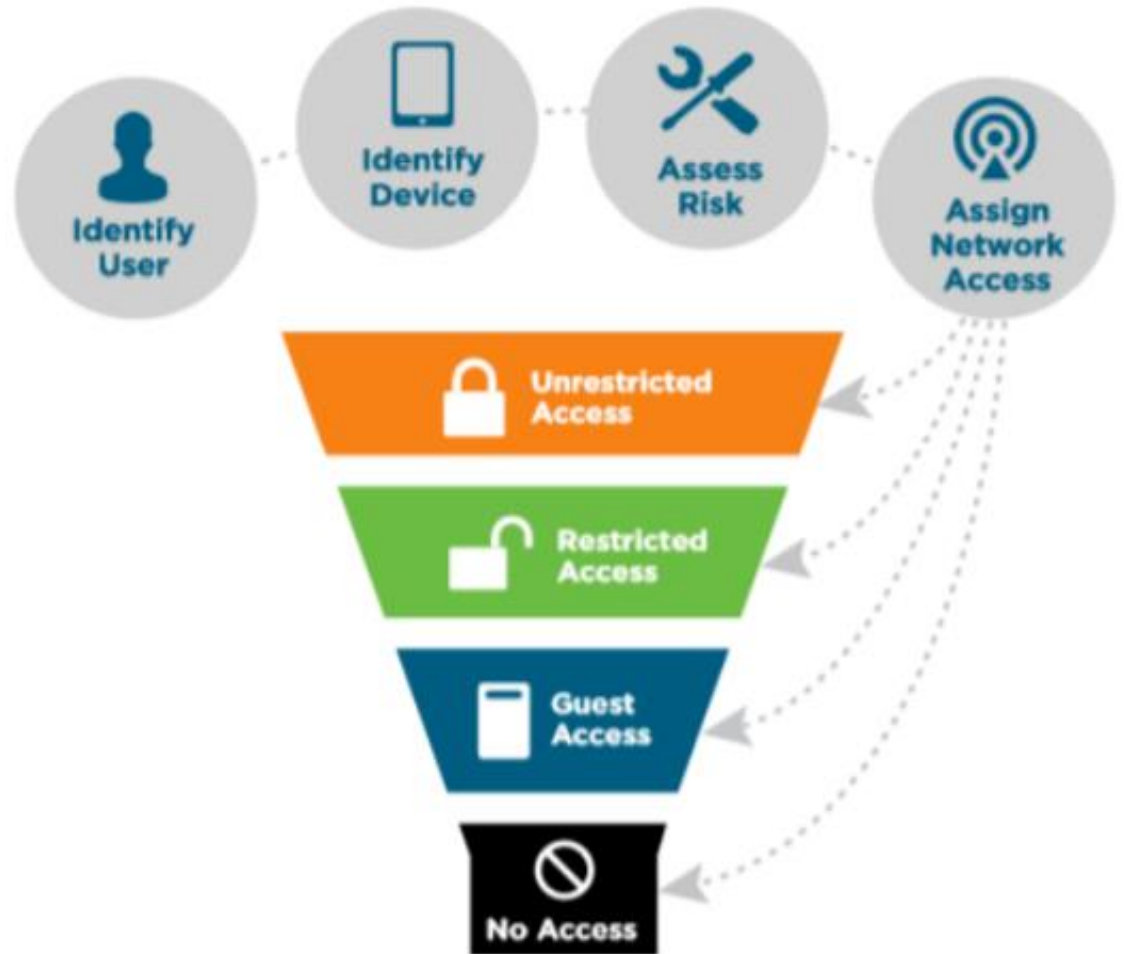 Identify
User
Identify
Device
Assess
Risk
Assign
Network
Access
Unrestricted
Access
Restricted
Access
Guest
Access
No Access